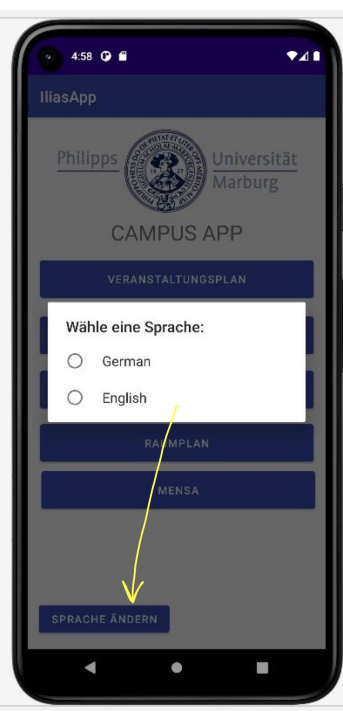 4:58
IliasApp
Philipps Universität
Marburg
CAMPUS APP
VERANSTALTUNGSPLAN
Wähle eine Sprache:
German
English
RAUMPLAN
MENSA
SPRACHE ÄNDERN